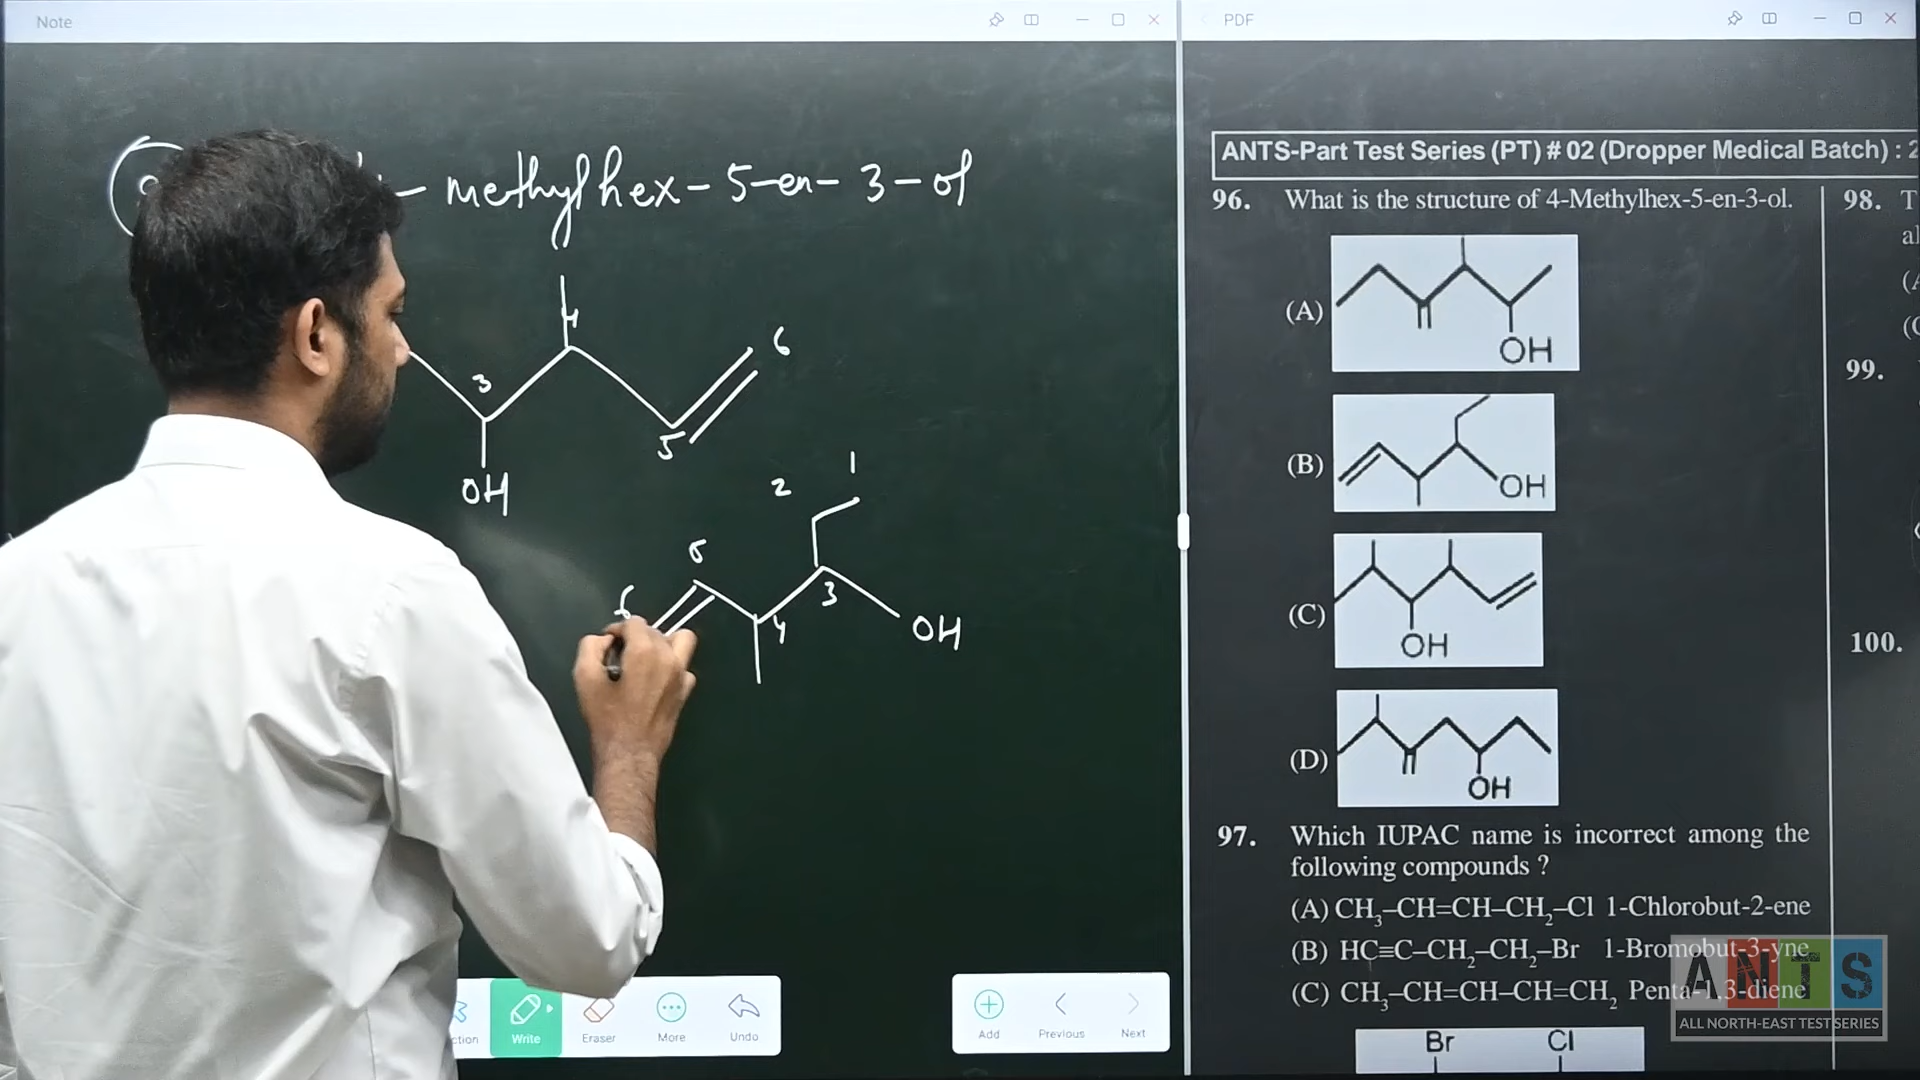 Note
PDF
methylhex-5-en-3-ol
4
6
3
5
OH
1
2
5
6
3
4
OH
ANTS-Part Test Series (PT) # 02 (Dropper Medical Batch) : 2
96. What is the structure of 4-Methylhex-5-en-3-ol.
(A)
OH
(B)
OH
(C)
OH
(D)
OH
97. Which IUPAC name is incorrect among the
following compounds ?
(A) CH₃–CH=CH–CH₂–Cl 1-Chlorobut-2-ene
(B) HC≡C–CH₂–CH₂–Br 1-Bromobut-3-yne
(C) CH₃–CH=CH–CH=CH₂ Penta-1,3-diene
Br Cl
98. T
al
(A
(C
99.
100.
ction
Write
Eraser
More
Undo
Add
Previous
Next
ANTS
ALL NORTH-EAST TEST SERIES